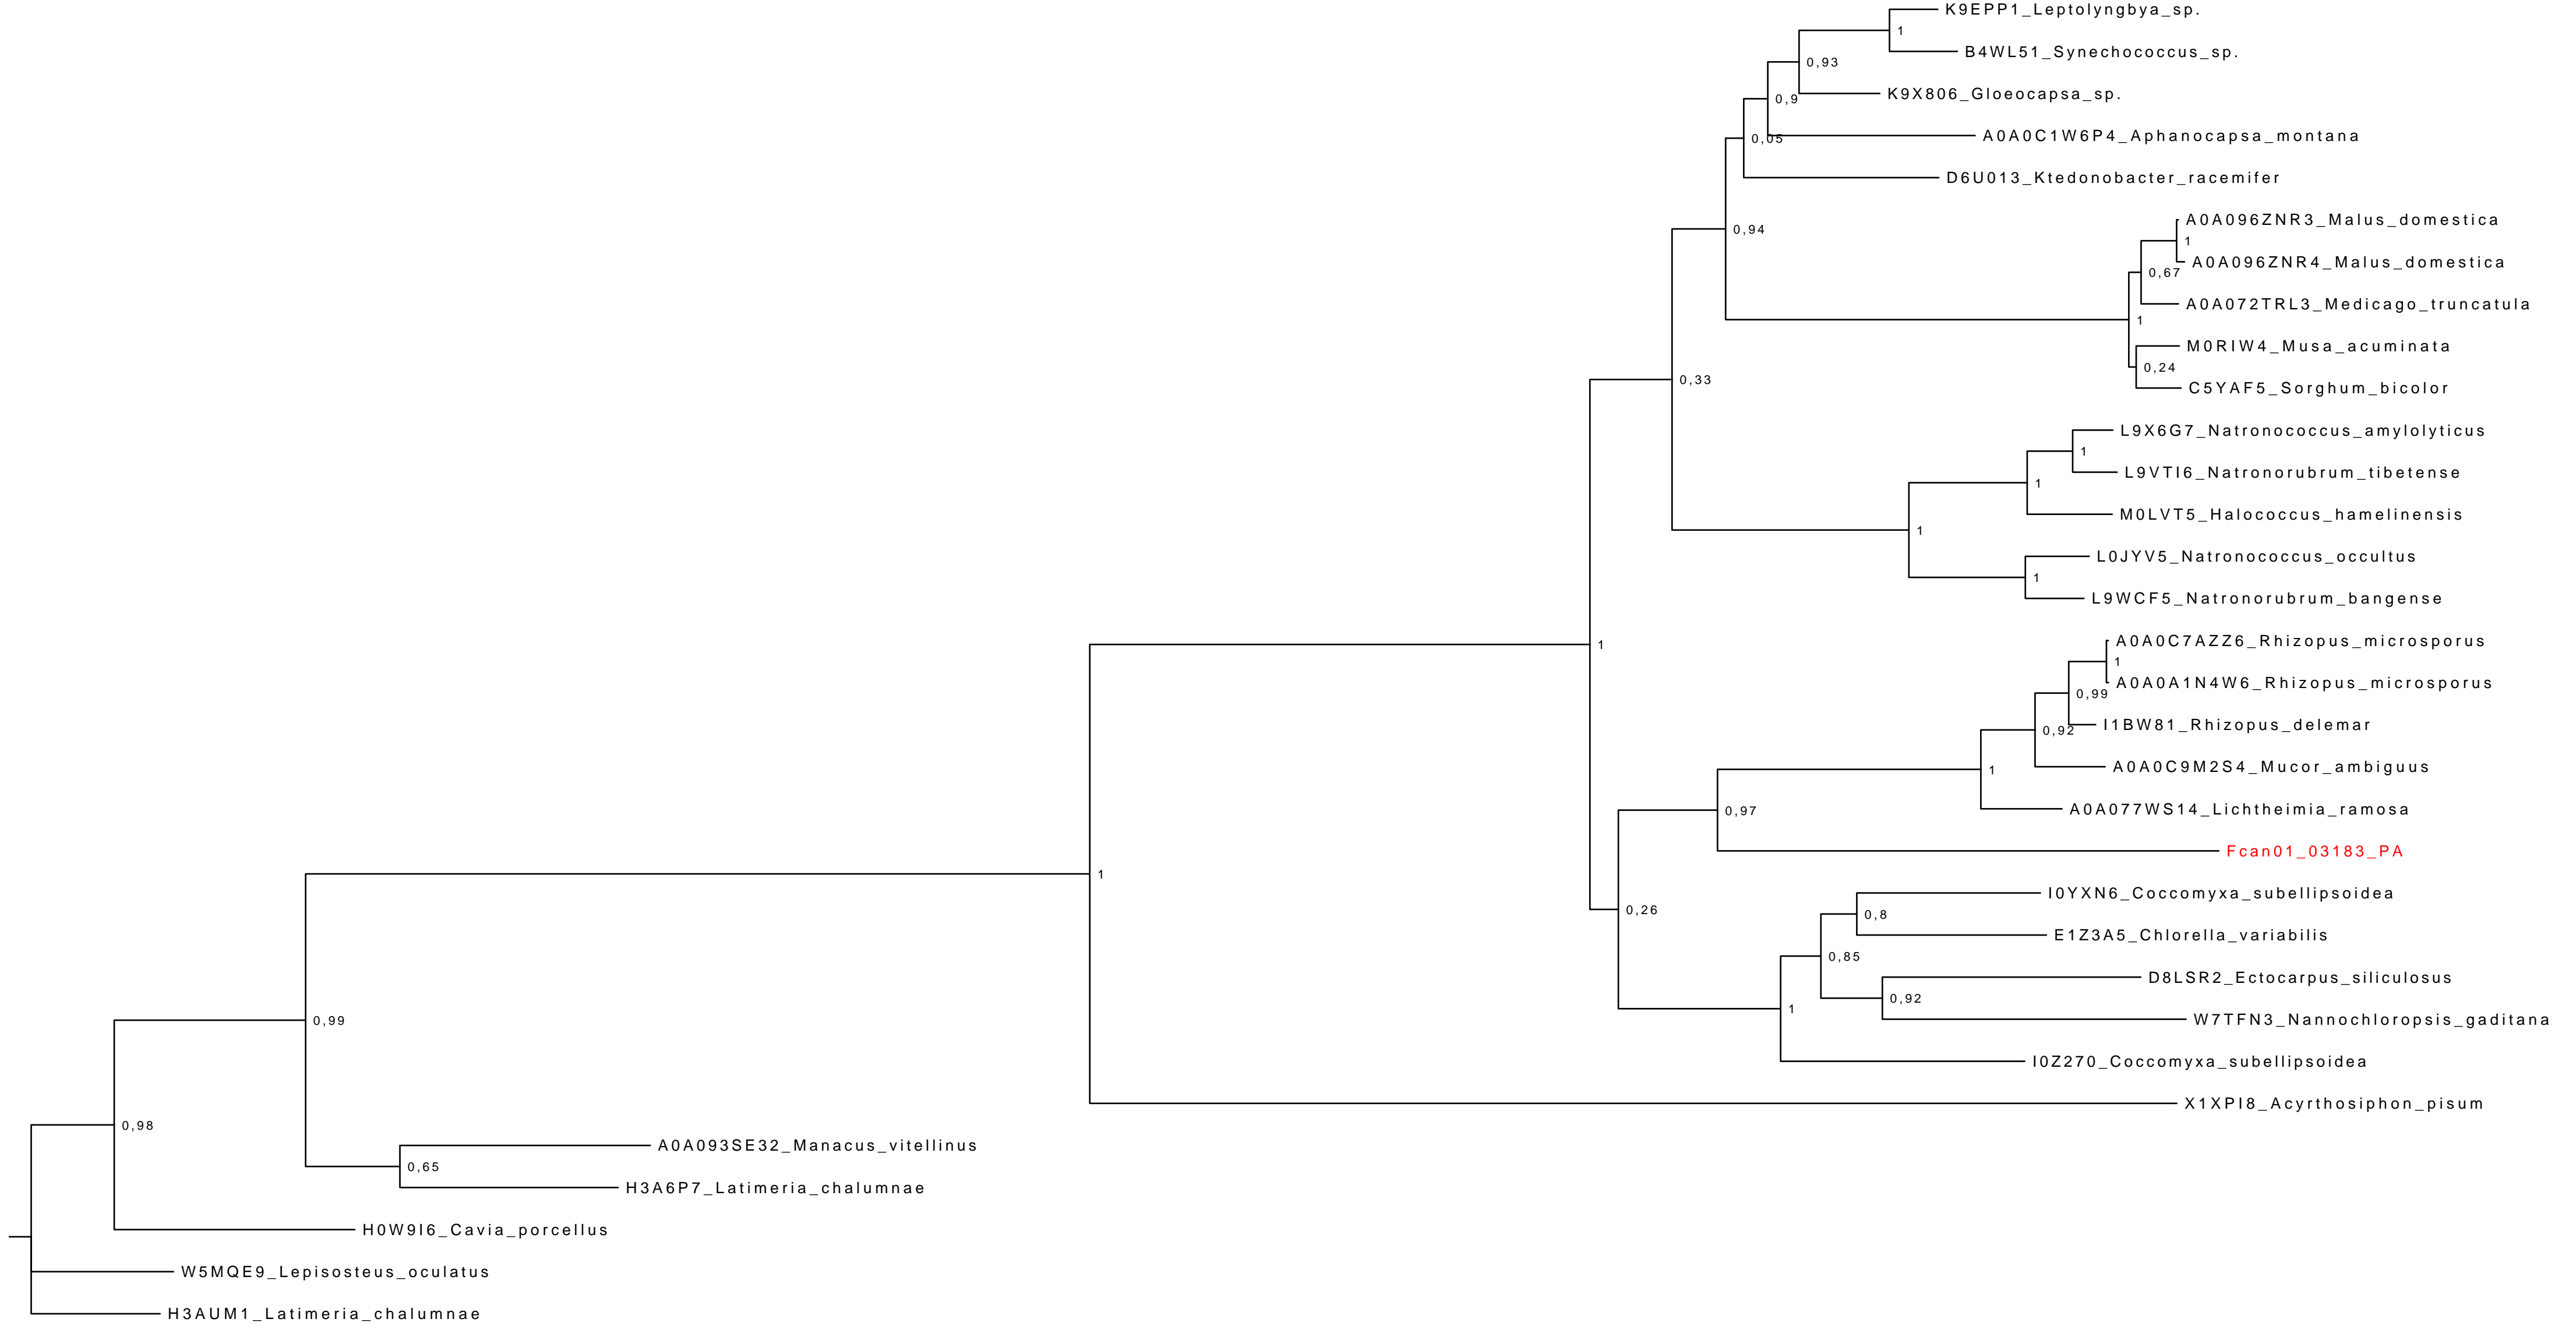 K9EPP1_Leptolyngbya_sp.
1
B4WL51_Synechococcus_sp.
0,93
K9X806_Gloeocapsa_sp.
0,9
A0A0C1W6P4_Aphanocapsa_montana
0,05
D6U013_Ktedonobacter_racemifer
A0A096ZNR3_Malus_domestica
0,94
1
A0A096ZNR4_Malus_domestica
0,67
A0A072TRL3_Medicago_truncatula
1
M0RIW4_Musa_acuminata
0,24
0,33
C5YAF5_Sorghum_bicolor
L9X6G7_Natronococcus_amylolyticus
1
L9VTI6_Natronorubrum_tibetense
1
M0LVT5_Halococcus_hamelinensis
1
L0JYV5_Natronococcus_occultus
1
L9WCF5_Natronorubrum_bangense
A0A0C7AZZ6_Rhizopus_microsporus
1
1
A0A0A1N4W6_Rhizopus_microsporus
0,99
I1BW81_Rhizopus_delemar
0,92
A0A0C9M2S4_Mucor_ambiguus
1
A0A077WS14_Lichtheimia_ramosa
0,97
Fcan01_03183_PA
1
I0YXN6_Coccomyxa_subellipsoidea
0,26
0,8
E1Z3A5_Chlorella_variabilis
0,85
D8LSR2_Ectocarpus_siliculosus
0,92
1
W7TFN3_Nannochloropsis_gaditana
0,99
I0Z270_Coccomyxa_subellipsoidea
X1XPI8_Acyrthosiphon_pisum
0,98
A0A093SE32_Manacus_vitellinus
0,65
H3A6P7_Latimeria_chalumnae
H0W9I6_Cavia_porcellus
W5MQE9_Lepisosteus_oculatus
H3AUM1_Latimeria_chalumnae